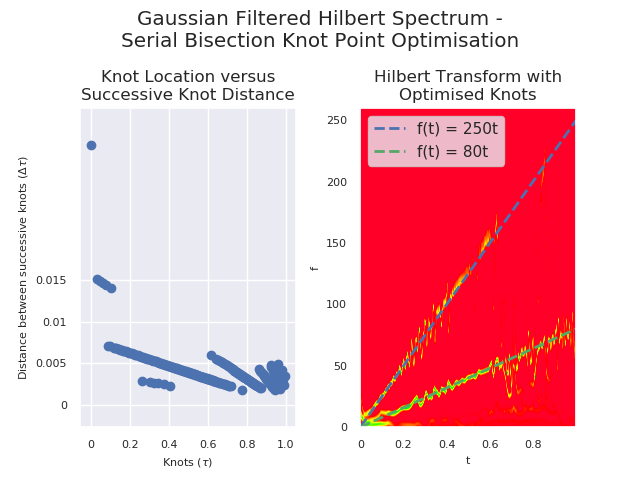 Gaussian Filtered Hilbert Spectrum -
Serial Bisection Knot Point Optimisation
Knot Location versus
Successive Knot Distance
Distance between successive knots (Δτ)
0.015
0.01
0.005
0
0
0.2
0.4
0.6
0.8
1.0
Knots (τ)
Hilbert Transform with
Optimised Knots
f(t) = 250t
f(t) = 80t
f
250
200
150
100
50
0
0
0.2
0.4
0.6
0.8
t